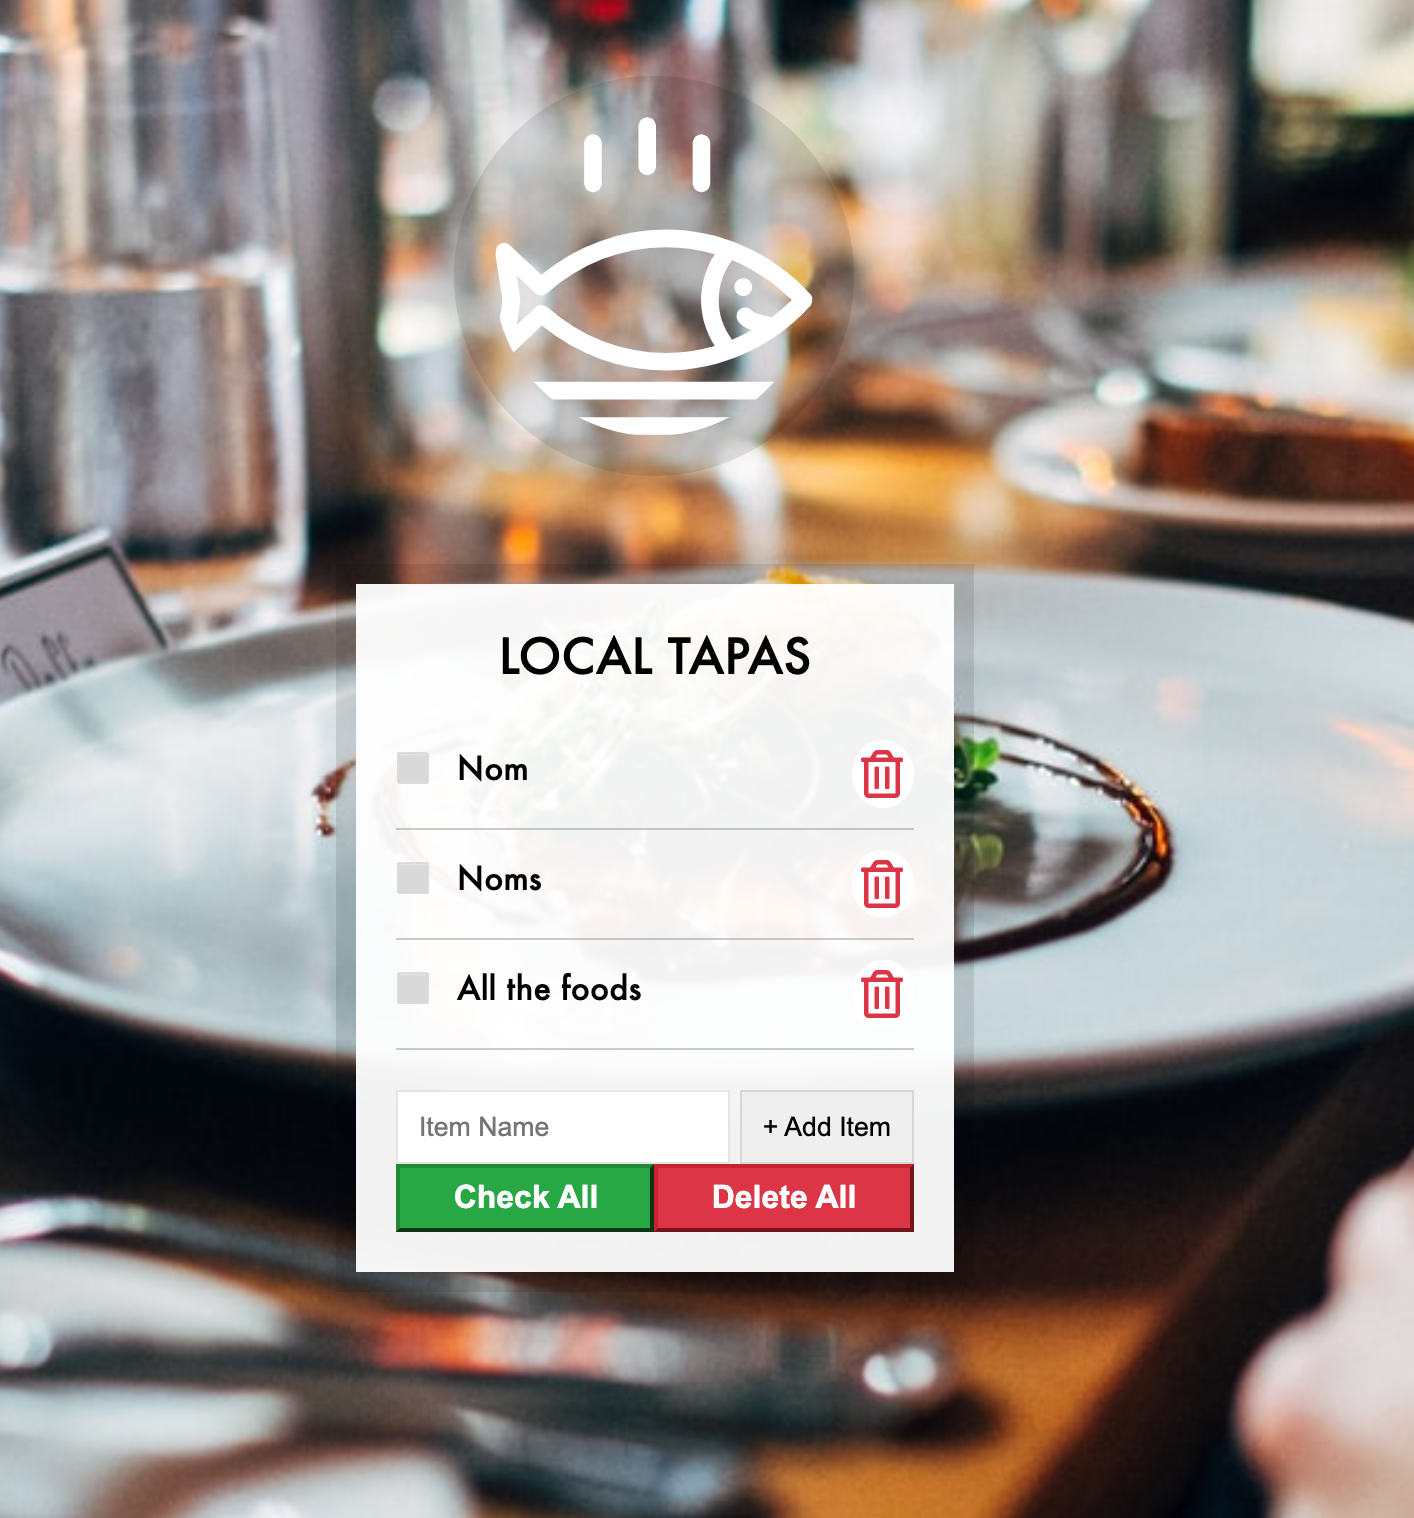 LOCAL TAPAS
Nom
Noms
All the foods
Item Name
+ Add Item
Check All
Delete All